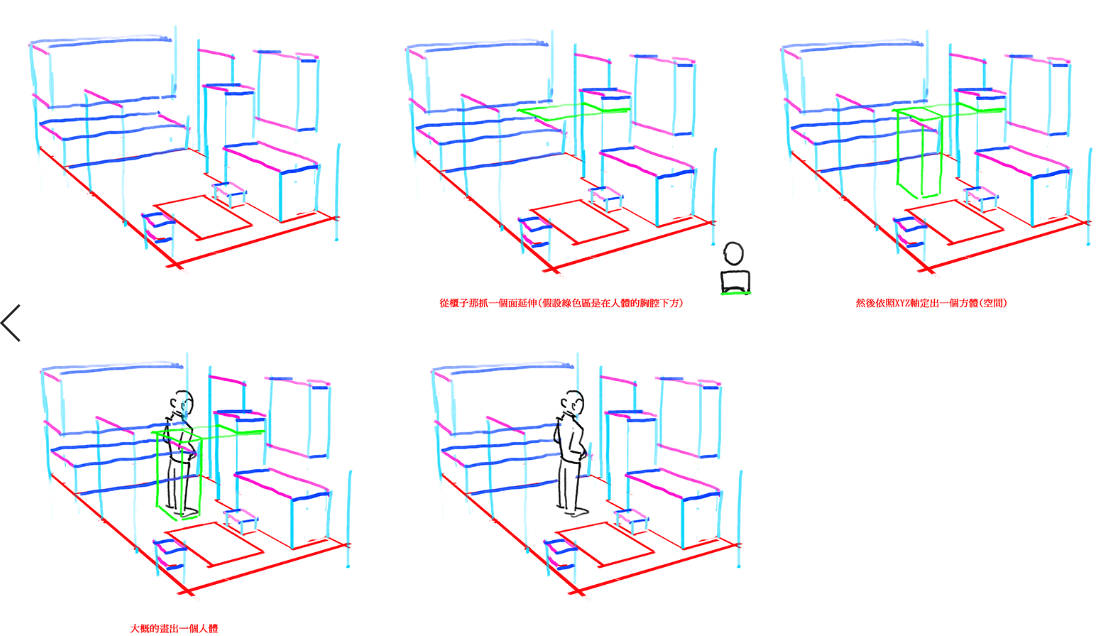 從櫃子那抓一個面延伸(假設綠色區是在人體的胸腔下方)
然後依照XYZ軸定出一個方體(空間)
大概的畫出一個人體